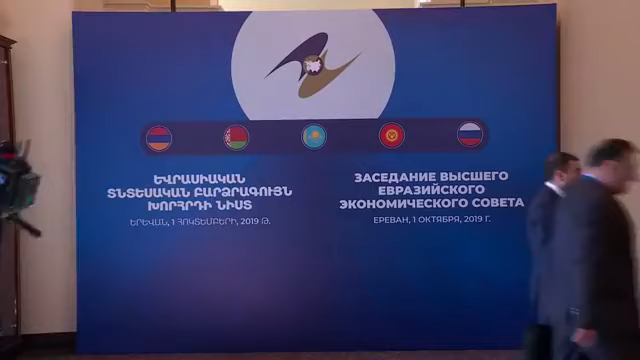 ԵՎՐԱՍԻԱԿԱՆ
ՏՆՏԵՍԱԿԱՆ ԲԱՐՁՐԱԳՈՒՅՆ
ԽՈՐՀՐԴԻ ՆԻՍՏ
ԵՐԵՎԱՆ, 1 ՀՈԿՏԵՄԲԵՐԻ, 2019 Թ.
ЗАСЕДАНИЕ ВЫСШЕГО
ЕВРАЗИЙСКОГО
ЭКОНОМИЧЕСКОГО СОВЕТА
ЕРЕВАН, 1 ОКТЯБРЯ, 2019 Г.